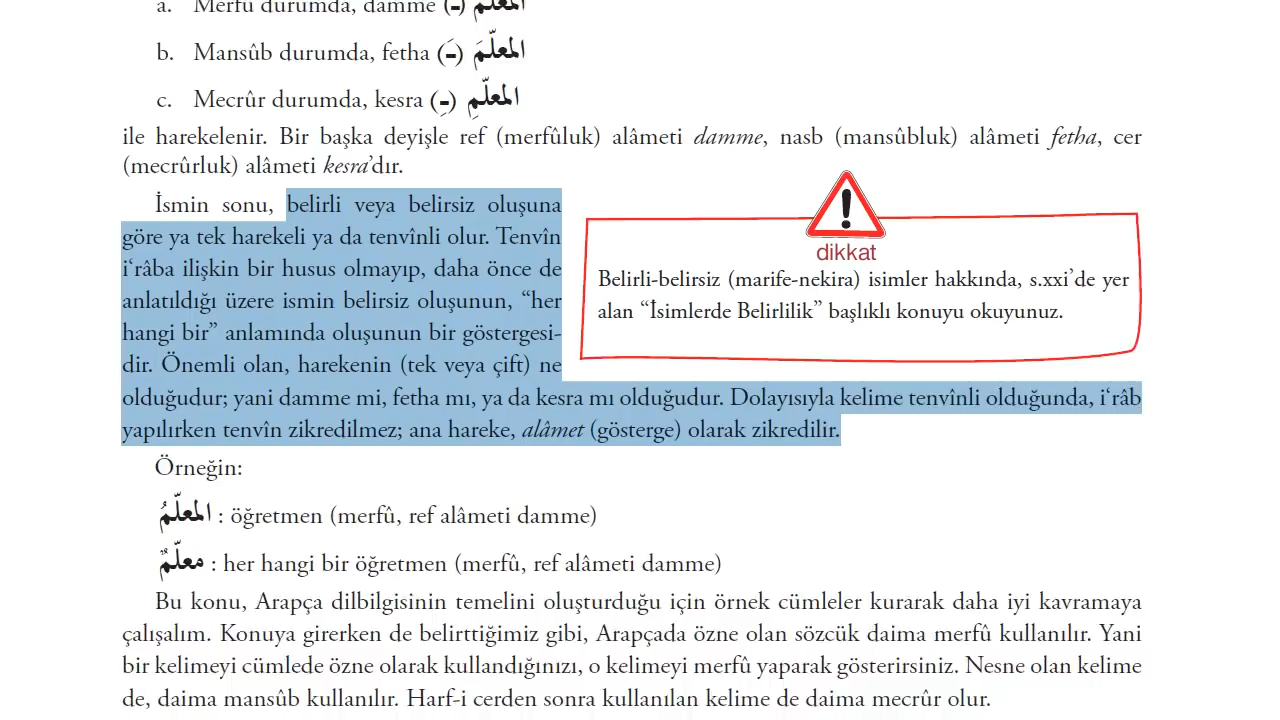 a. Merfû durumda, damme (ـُ) المعلّمُ
b. Mansûb durumda, fetha (ـَ) المعلّمَ
c. Mecrûr durumda, kesra (ـِ) المعلّمِ
ile harekelenir. Bir başka deyişle ref (merfûluk) alâmeti damme, nasb (mansûbluk) alâmeti fetha, cer
(mecrûrluk) alâmeti kesra’dır.
İsmin sonu, belirli veya belirsiz oluşuna
göre ya tek harekeli ya da tenvînli olur. Tenvîn
i‘râba ilişkin bir husus olmayıp, daha önce de
anlatıldığı üzere ismin belirsiz oluşunun, “her
hangi bir” anlamında oluşunun bir göstergesi-
dir. Önemli olan, harekenin (tek veya çift) ne
olduğudur; yani damme mi, fetha mı, ya da kesra mı olduğudur. Dolayısıyla kelime tenvînli olduğunda, i‘râb
yapılırken tenvîn zikredilmez; ana hareke, alâmet (gösterge) olarak zikredilir.
dikkat
Belirli-belirsiz (marife-nekira) isimler hakkında, s.xxi’de yer
alan “İsimlerde Belirlilik” başlıklı konuyu okuyunuz.
Örneğin:
المعلّمُ : öğretmen (merfû, ref alâmeti damme)
معلّمٌ : her hangi bir öğretmen (merfû, ref alâmeti damme)
Bu konu, Arapça dilbilgisinin temelini oluşturduğu için örnek cümleler kurarak daha iyi kavramaya
çalışalım. Konuya girerken de belirttiğimiz gibi, Arapçada özne olan sözcük daima merfû kullanılır. Yani
bir kelimeyi cümlede özne olarak kullandığınızı, o kelimeyi merfû yaparak gösterirsiniz. Nesne olan kelime
de, daima mansûb kullanılır. Harf-i cerden sonra kullanılan kelime de daima mecrûr olur.